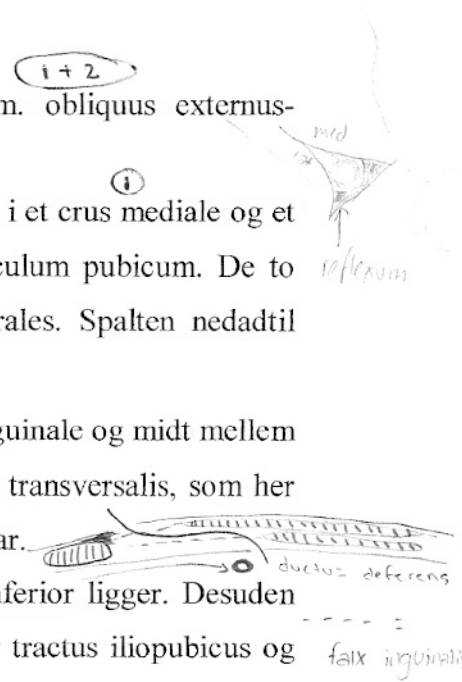 i + 2
m. obliquus externus-
med
i
i et crus mediale og et
culum pubicum. De to
reflexum
rales. Spalten nedadtil
guinale og midt mellem
transversalis, som her
ar.
ductus deferens
nferior ligger. Desuden
tractus iliopubicus og
falx inguinalis